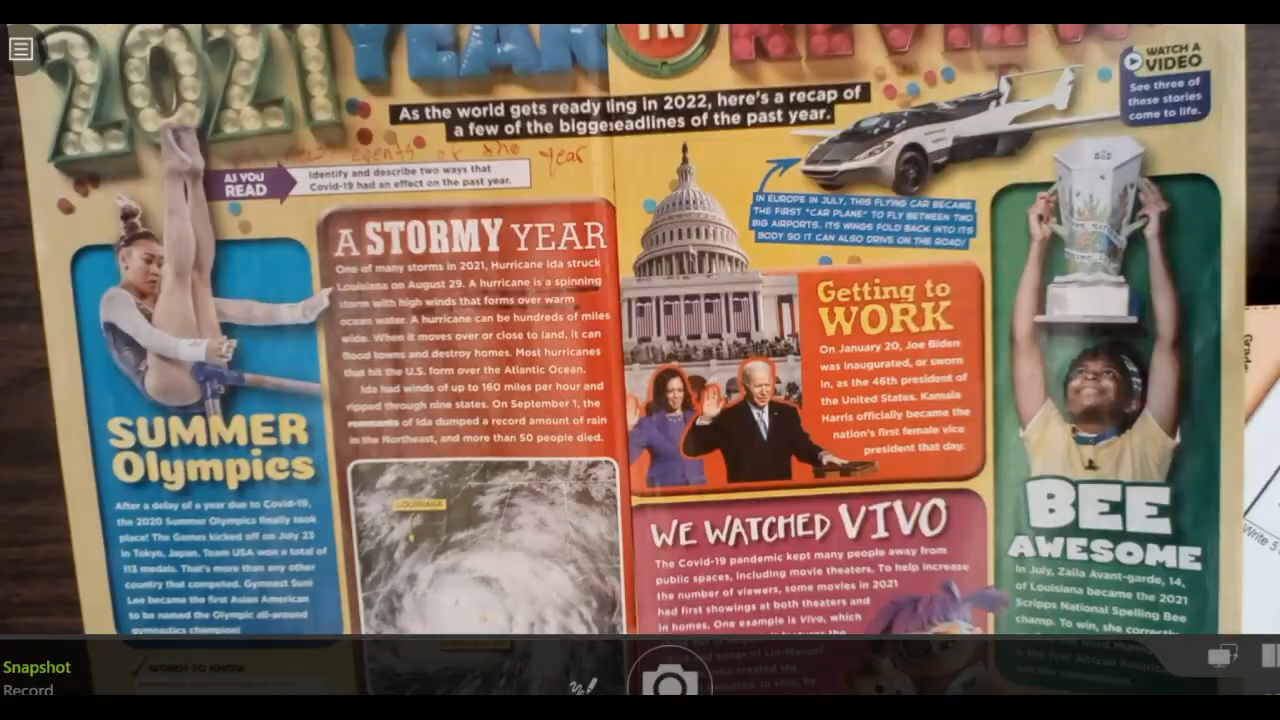 2021 YEAR IN REVIEW
WATCH A
VIDEO
See three of
these stories
come to life.
As the world gets ready ling in 2022, here's a recap of
a few of the biggeseadlines of the past year.
events of the year
AS YOU
READ
Identify and describe two ways that
Covid-19 had an effect on the past year.
IN EUROPE IN JULY, THIS FLYING CAR BECAME
THE FIRST "CAR PLANE" TO FLY BETWEEN TWO
BIG AIRPORTS. ITS WINGS FOLD BACK INTO ITS
BODY SO IT CAN ALSO DRIVE ON THE ROAD!
SUMMER
Olympics
After a delay of a year due to Covid-19,
the 2020 Summer Olympics finally took
place! The Games kicked off on July 23
in Tokyo, Japan. Team USA won a total of
113 medals. That's more than any other
country that competed. Gymnast Suni
Lee became the first Asian American
to be named the Olympic all-around
gymnastics champion!
A STORMY YEAR
One of many storms in 2021, Hurricane Ida struck
Louisiana on August 29. A hurricane is a spinning
storm with high winds that forms over warm
ocean water. A hurricane can be hundreds of miles
wide. When it moves over or close to land, it can
flood towns and destroy homes. Most hurricanes
that hit the U.S. form over the Atlantic Ocean.
Ida had winds of up to 160 miles per hour and
ripped through nine states. On September 1, the
remnants of Ida dumped a record amount of rain
in the Northeast, and more than 50 people died.
LOUISIANA
WORDS TO KNOW
Getting to
WORK
On January 20, Joe Biden
was inaugurated, or sworn
in, as the 46th president of
the United States. Kamala
Harris officially became the
nation's first female vice
president that day.
WE WATCHED VIVO
The Covid-19 pandemic kept many people away from
public spaces, including movie theaters. To help increase
the number of viewers, some movies in 2021
had first showings at both theaters and
in homes. One example is Vivo, which
the
BEE
AWESOME
In July, Zaila Avant-garde, 14,
of Louisiana became the 2021
Scripps National Spelling Bee
champ. To win, she correctly
Write 5
Snapshot
Record